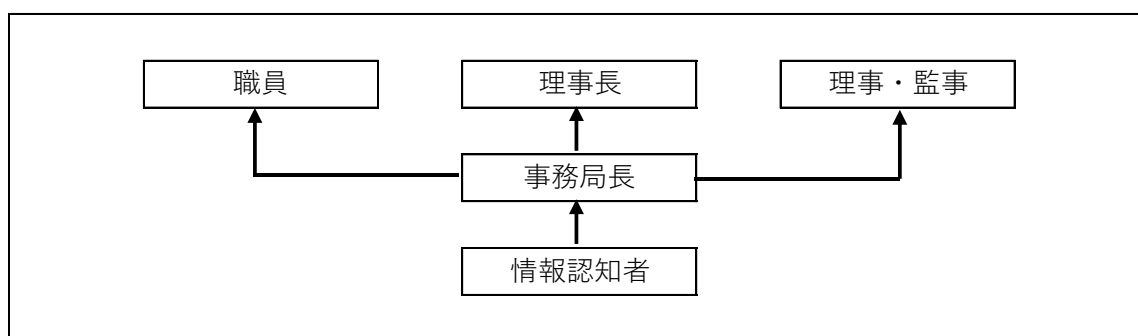 職員
理事長
理事・監事
事務局長
情報認知者